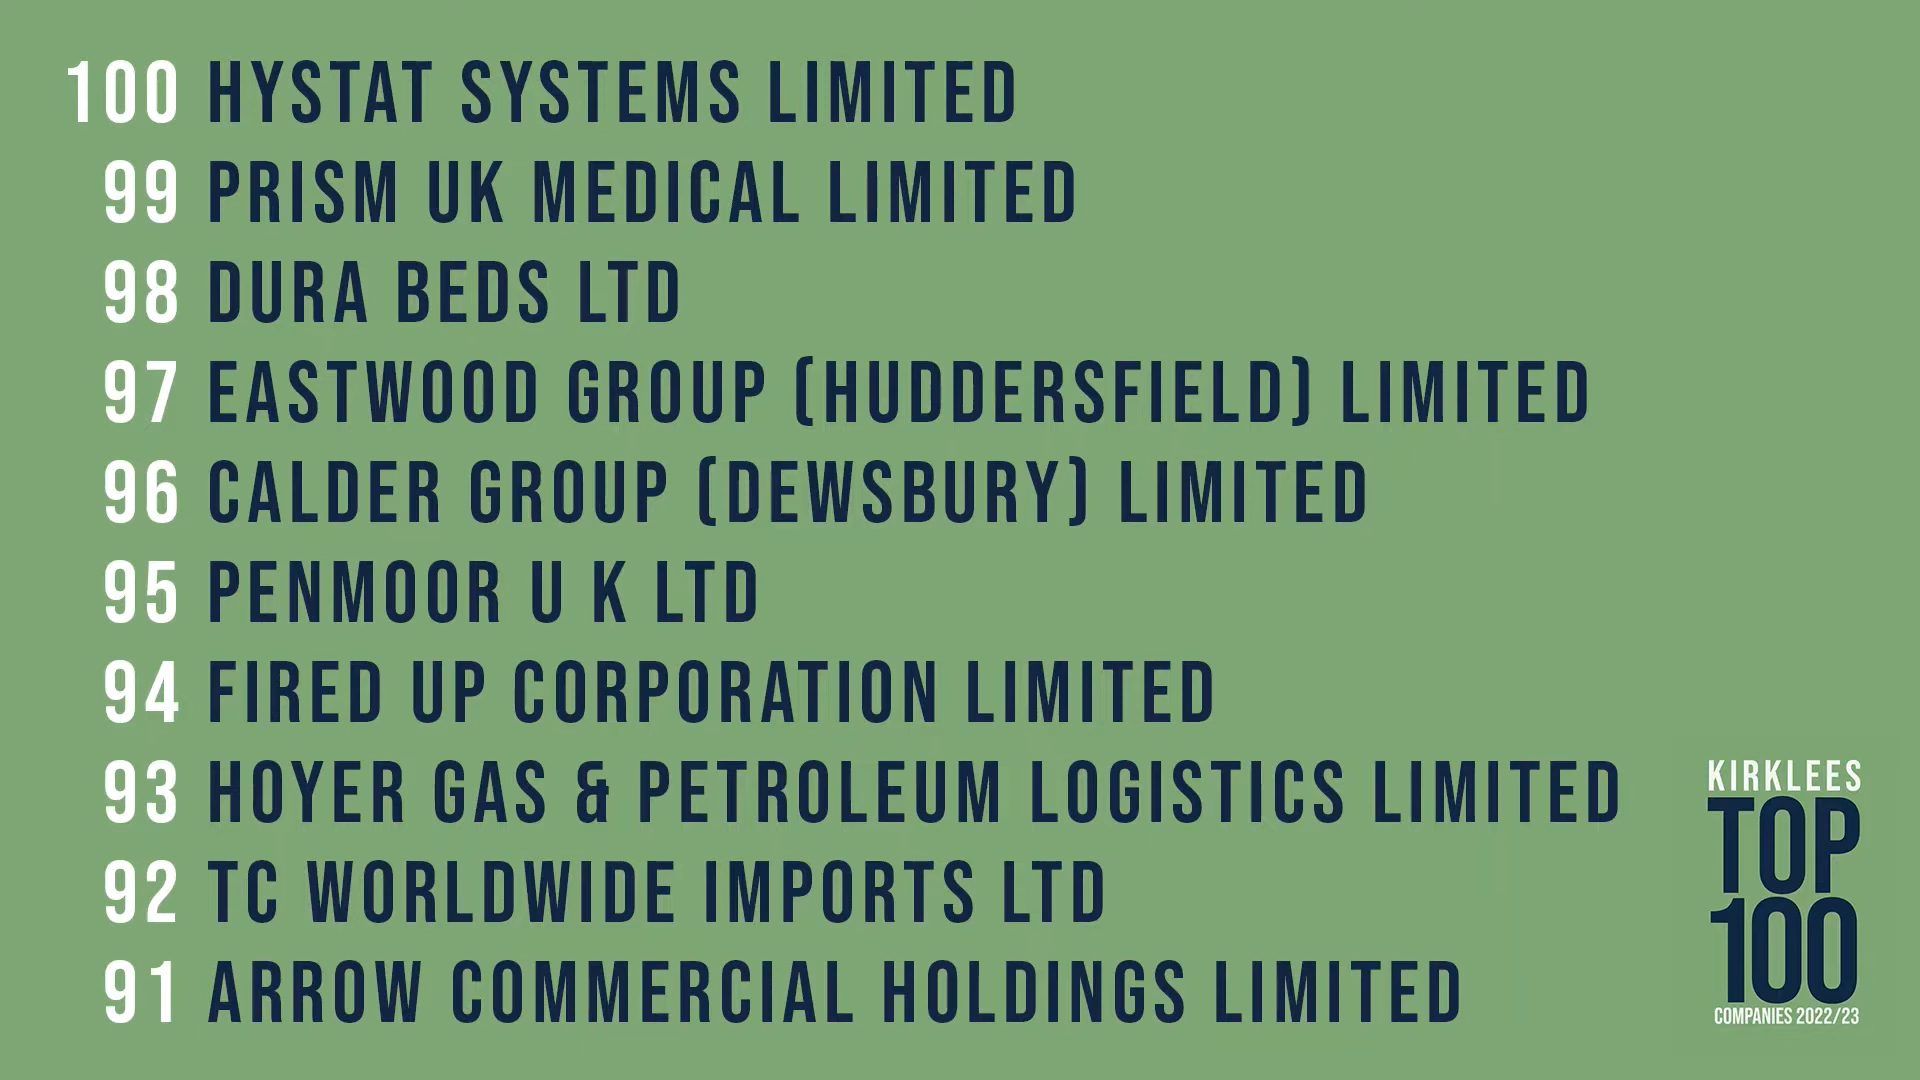 100 HYSTAT SYSTEMS LIMITED
99 PRISM UK MEDICAL LIMITED
98 DURA BEDS LTD
97 EASTWOOD GROUP (HUDDERSFIELD) LIMITED
96 CALDER GROUP (DEWSBURY) LIMITED
95 PENMOOR U K LTD
94 FIRED UP CORPORATION LIMITED
93 HOYER GAS & PETROLEUM LOGISTICS LIMITED
92 TC WORLDWIDE IMPORTS LTD
91 ARROW COMMERCIAL HOLDINGS LIMITED
KIRKLEES
TOP
100
COMPANIES 2022/23